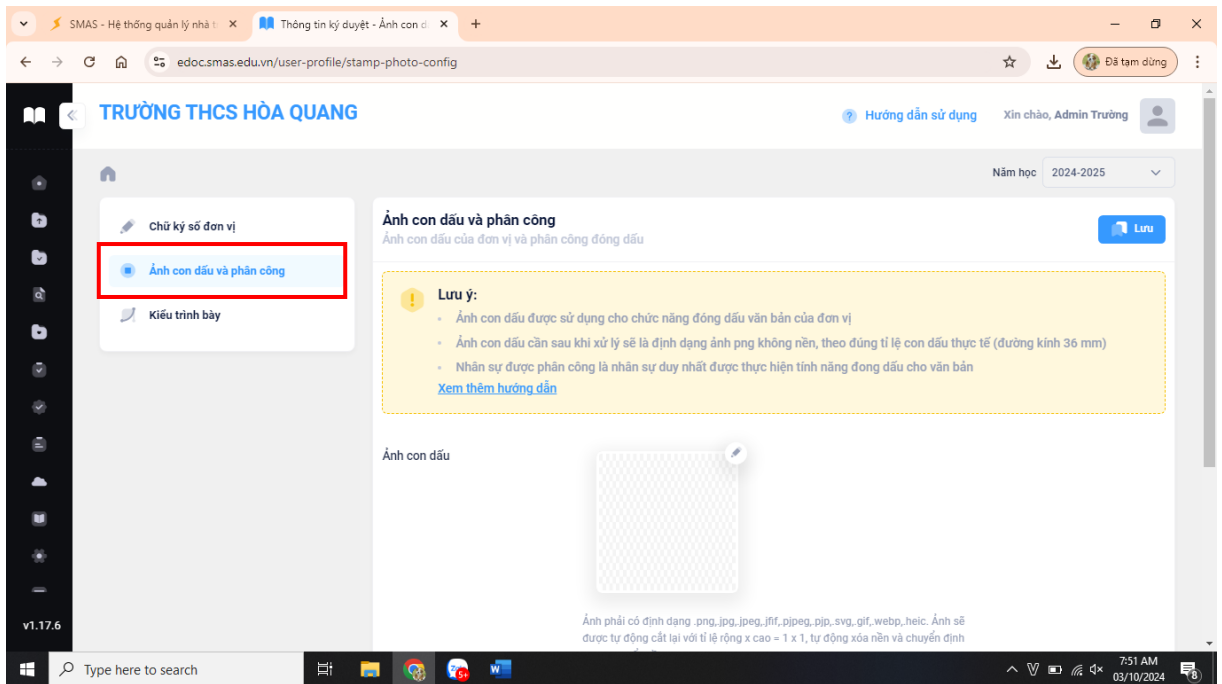 SMAS - Hệ thống quản lý nhà t
Thông tin ký duyệt - Ảnh con d
edoc.smas.edu.vn/user-profile/stamp-photo-config
Đã tạm dừng
TRƯỜNG THCS HÒA QUANG
? Hướng dẫn sử dụng
Xin chào, Admin Trường
Năm học 2024-2025
Chữ ký số đơn vị
Ảnh con dấu và phân công
Kiểu trình bày
Ảnh con dấu và phân công
Ảnh con dấu của đơn vị và phân công đóng dấu
Lưu
Lưu ý:
Ảnh con dấu được sử dụng cho chức năng đóng dấu văn bản của đơn vị
Ảnh con dấu cần sau khi xử lý sẽ là định dạng ảnh png không nền, theo đúng tỉ lệ con dấu thực tế (đường kính 36 mm)
Nhân sự được phân công là nhân sự duy nhất được thực hiện tính năng đong dấu cho văn bản
Xem thêm hướng dẫn
Ảnh con dấu
Ảnh phải có định dạng .png,.jpg,.jpeg,.jfif,.pjpeg,.pjp,.svg,.gif,.webp,.heic. Ảnh sẽ
được tự động cắt lại với tỉ lệ rộng x cao = 1 x 1, tự động xóa nền và chuyển định
v1.17.6
Type here to search
7:51 AM
03/10/2024
8